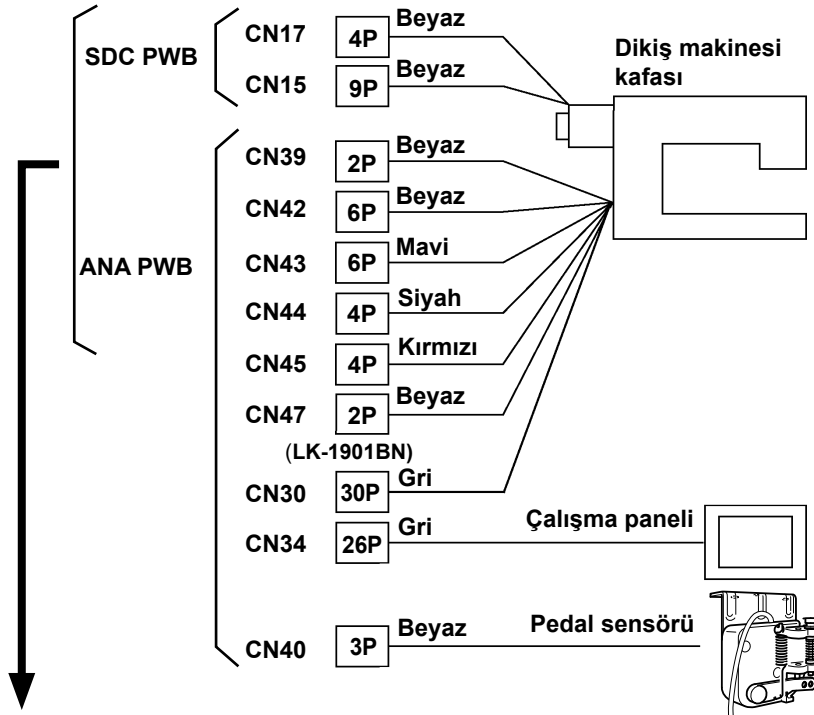 SDC PWB
CN17 4P Beyaz
CN15 9P Beyaz
Dikiş makinesi
kafası
ANA PWB
CN39 2P Beyaz
CN42 6P Beyaz
CN43 6P Mavi
CN44 4P Siyah
CN45 4P Kırmızı
CN47 2P Beyaz
(LK-1901BN)
CN30 30P Gri
CN34 26P Gri Çalışma paneli
CN40 3P Beyaz Pedal sensörü